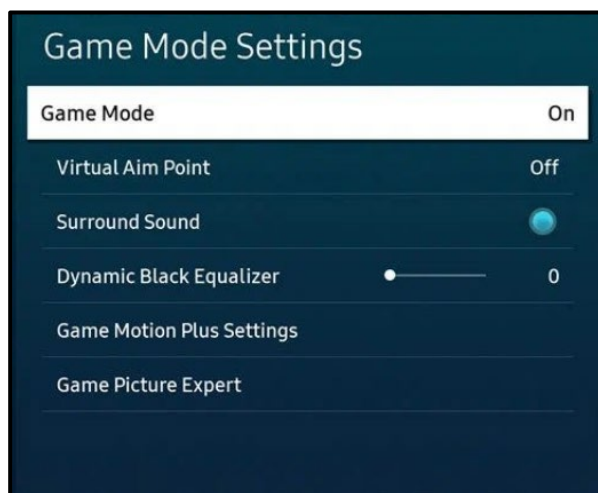 Game Mode Settings
Game Mode On
Virtual Aim Point Off
Surround Sound
Dynamic Black Equalizer 0
Game Motion Plus Settings
Game Picture Expert